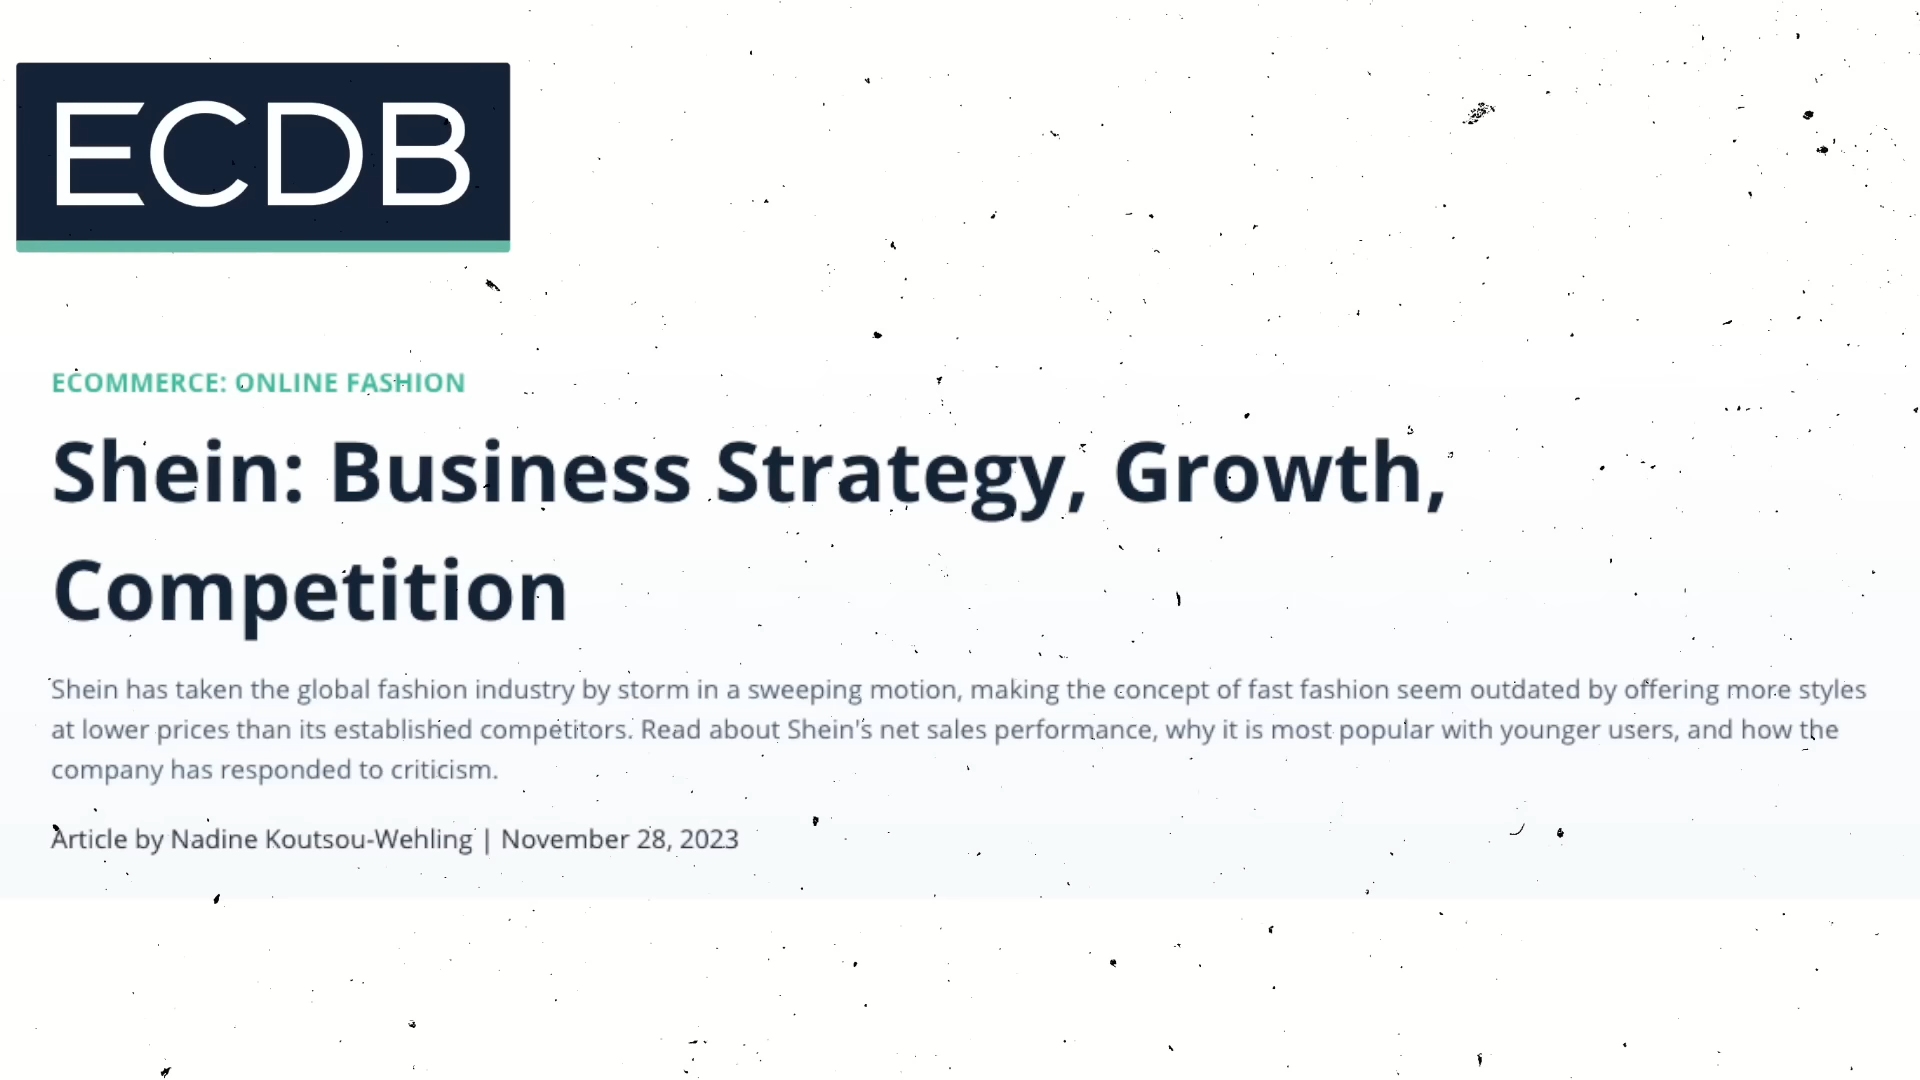 ECDB
ECOMMERCE: ONLINE FASHION
Shein: Business Strategy, Growth,
Competition
Shein has taken the global fashion industry by storm in a sweeping motion, making the concept of fast fashion seem outdated by offering more styles
at lower prices than its established competitors. Read about Shein's net sales performance, why it is most popular with younger users, and how the
company has responded to criticism.
Article by Nadine Koutsou-Wehling | November 28, 2023